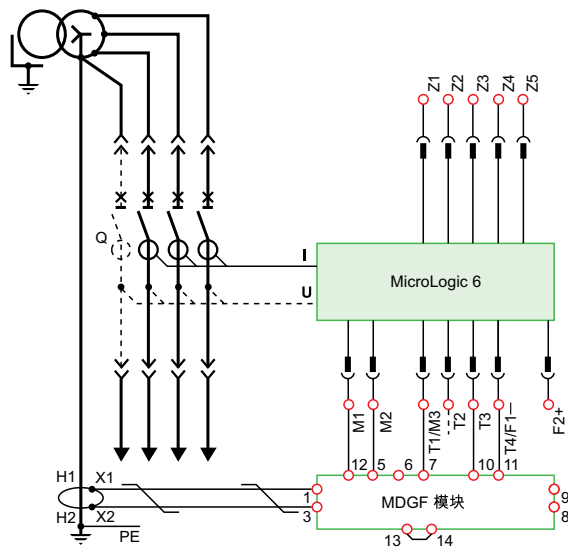 Z1
Z2
Z3
Z4
Z5
Q
I
U
MicroLogic 6
M1
M2
T1/M3
T2
T3
T4/F1—
F2+
12
5
6
7
10
11
H1
X1
H2
X2
PE
1
3
MDGF 模块
9
8
13
14